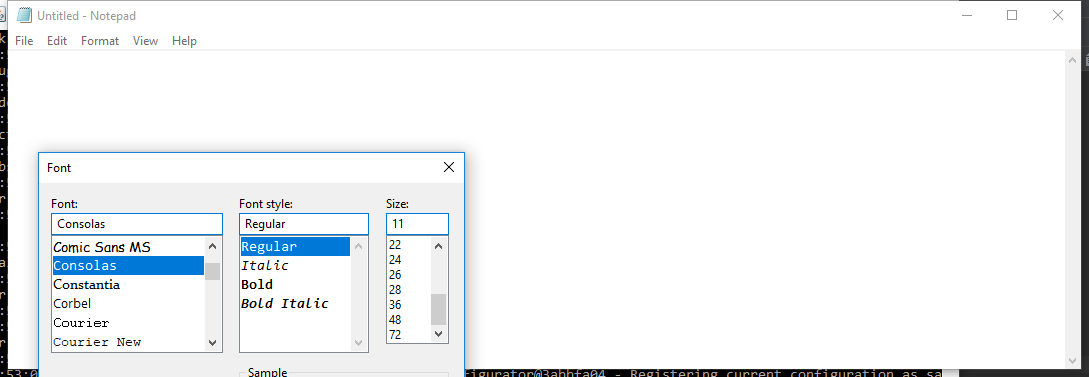 Untitled - Notepad
File Edit Format View Help
Font
Font: Font style: Size:
Consolas Regular 11
Comic Sans MS
Consolas
Constantia
Corbel
Courier
Courier New
Regular
Italic
Bold
Bold Italic
22
24
26
28
36
48
72
Sample
:53:0 figurator@3abbfa04 - Registering current configuration as sa